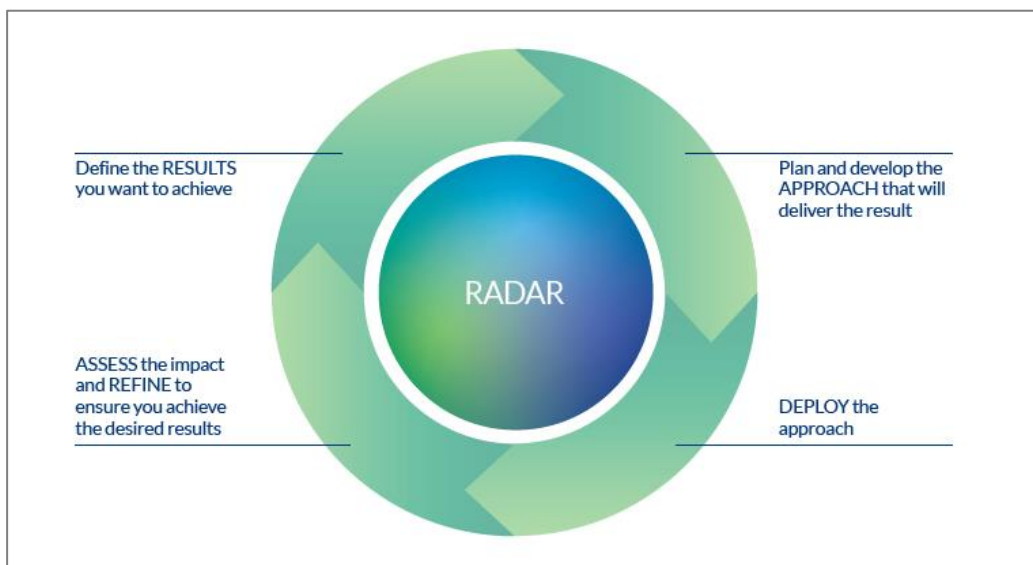 Define the RESULTS
you want to achieve
Plan and develop the
APPROACH that will
deliver the result
RADAR
ASSESS the impact
and REFINE to
ensure you achieve
the desired results
DEPLOY the
approach